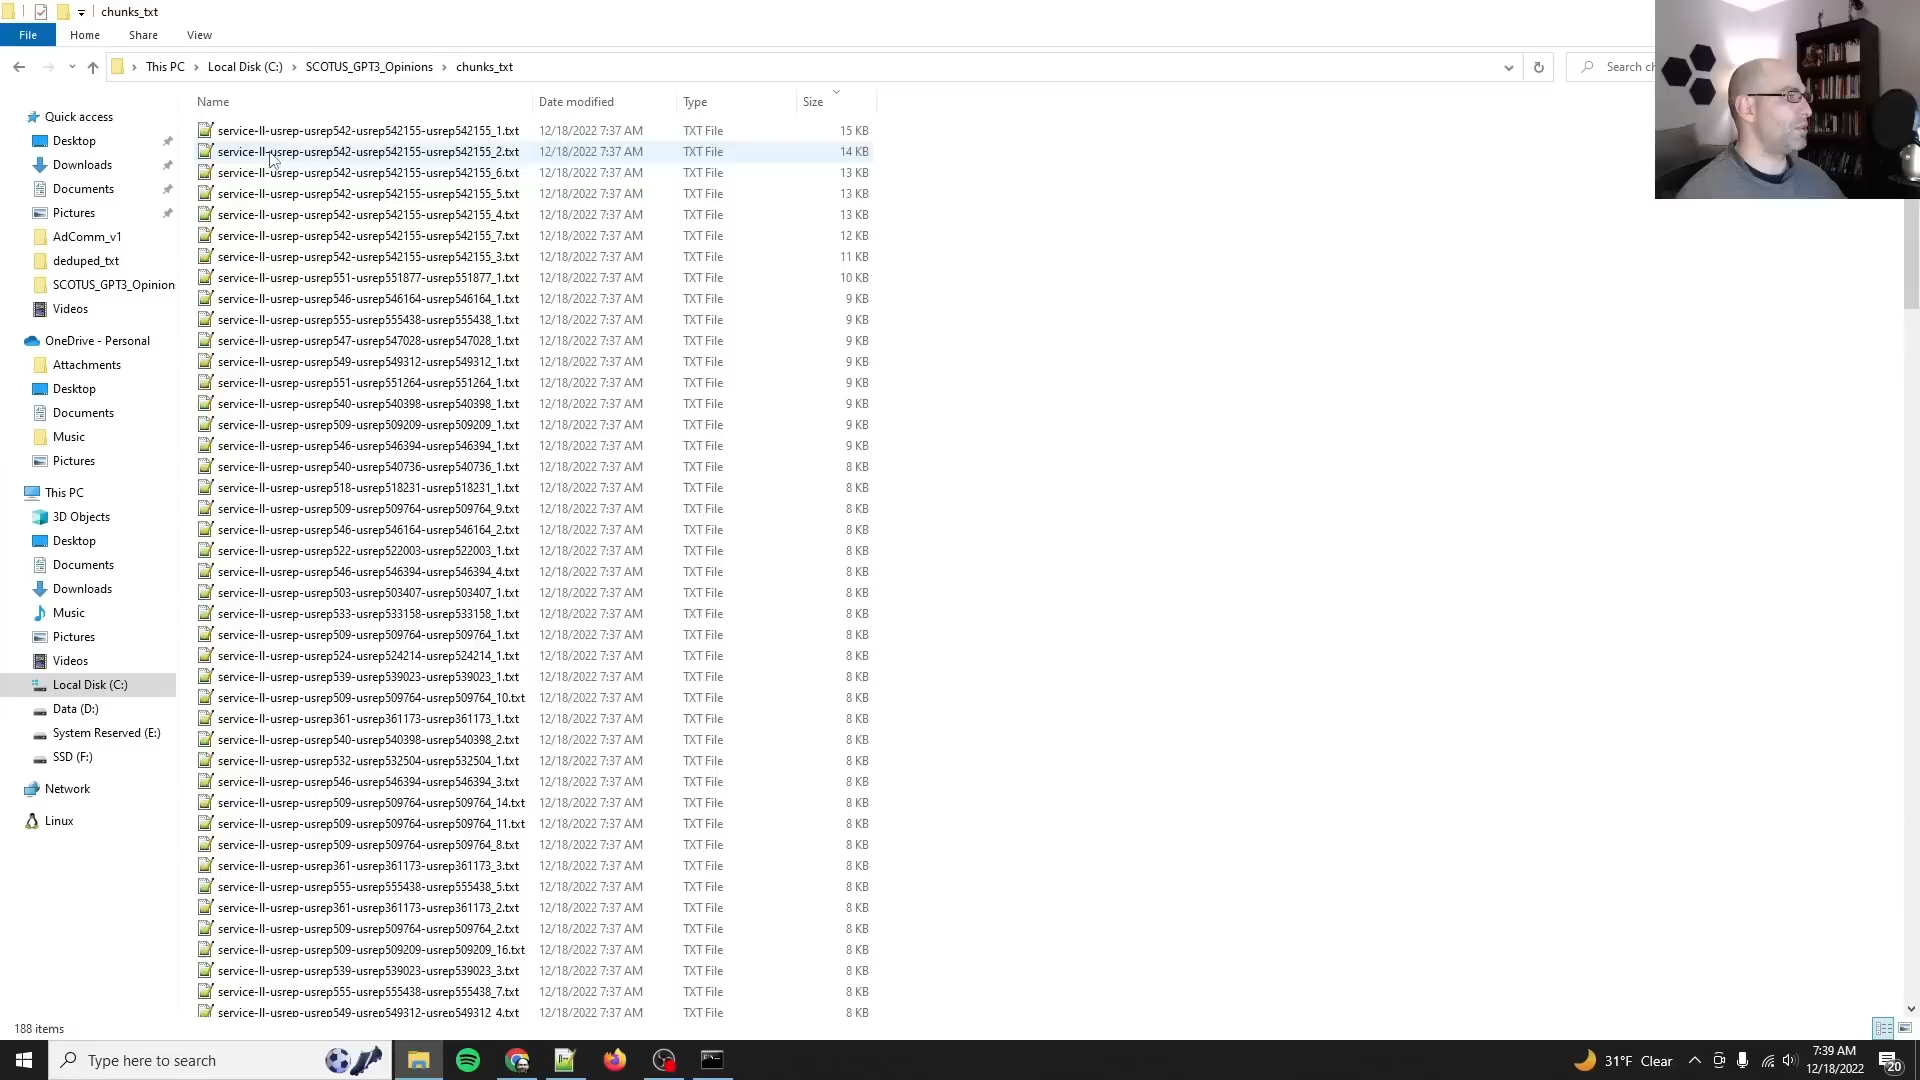 chunks_txt
File Home Share View
This PC Local Disk (C:) SCOTUS_GPT3_Opinions chunks_txt
Search ch
Name Date modified Type Size
Quick access
Desktop
Downloads
Documents
Pictures
AdComm_v1
deduped_txt
SCOTUS_GPT3_Opinion
Videos
OneDrive - Personal
Attachments
Desktop
Documents
Music
Pictures
This PC
3D Objects
Desktop
Documents
Downloads
Music
Pictures
Videos
Local Disk (C:)
Data (D:)
System Reserved (E:)
SSD (F:)
Network
Linux
service-ll-usrep-usrep542-usrep542155-usrep542155_1.txt 12/18/2022 7:37 AM TXT File 15 KB
service-ll-usrep-usrep542-usrep542155-usrep542155_2.txt 12/18/2022 7:37 AM TXT File 14 KB
service-ll-usrep-usrep542-usrep542155-usrep542155_6.txt 12/18/2022 7:37 AM TXT File 13 KB
service-ll-usrep-usrep542-usrep542155-usrep542155_5.txt 12/18/2022 7:37 AM TXT File 13 KB
service-ll-usrep-usrep542-usrep542155-usrep542155_4.txt 12/18/2022 7:37 AM TXT File 13 KB
service-ll-usrep-usrep542-usrep542155-usrep542155_7.txt 12/18/2022 7:37 AM TXT File 12 KB
service-ll-usrep-usrep542-usrep542155-usrep542155_3.txt 12/18/2022 7:37 AM TXT File 11 KB
service-ll-usrep-usrep551-usrep551877-usrep551877_1.txt 12/18/2022 7:37 AM TXT File 10 KB
service-ll-usrep-usrep546-usrep546164-usrep546164_1.txt 12/18/2022 7:37 AM TXT File 9 KB
service-ll-usrep-usrep555-usrep555438-usrep555438_1.txt 12/18/2022 7:37 AM TXT File 9 KB
service-ll-usrep-usrep547-usrep547028-usrep547028_1.txt 12/18/2022 7:37 AM TXT File 9 KB
service-ll-usrep-usrep549-usrep549312-usrep549312_1.txt 12/18/2022 7:37 AM TXT File 9 KB
service-ll-usrep-usrep551-usrep551264-usrep551264_1.txt 12/18/2022 7:37 AM TXT File 9 KB
service-ll-usrep-usrep540-usrep540398-usrep540398_1.txt 12/18/2022 7:37 AM TXT File 9 KB
service-ll-usrep-usrep509-usrep509209-usrep509209_1.txt 12/18/2022 7:37 AM TXT File 9 KB
service-ll-usrep-usrep546-usrep546394-usrep546394_1.txt 12/18/2022 7:37 AM TXT File 9 KB
service-ll-usrep-usrep540-usrep540736-usrep540736_1.txt 12/18/2022 7:37 AM TXT File 8 KB
service-ll-usrep-usrep518-usrep518231-usrep518231_1.txt 12/18/2022 7:37 AM TXT File 8 KB
service-ll-usrep-usrep509-usrep509764-usrep509764_9.txt 12/18/2022 7:37 AM TXT File 8 KB
service-ll-usrep-usrep546-usrep546164-usrep546164_2.txt 12/18/2022 7:37 AM TXT File 8 KB
service-ll-usrep-usrep522-usrep522003-usrep522003_1.txt 12/18/2022 7:37 AM TXT File 8 KB
service-ll-usrep-usrep546-usrep546394-usrep546394_4.txt 12/18/2022 7:37 AM TXT File 8 KB
service-ll-usrep-usrep503-usrep503407-usrep503407_1.txt 12/18/2022 7:37 AM TXT File 8 KB
service-ll-usrep-usrep533-usrep533158-usrep533158_1.txt 12/18/2022 7:37 AM TXT File 8 KB
service-ll-usrep-usrep509-usrep509764-usrep509764_1.txt 12/18/2022 7:37 AM TXT File 8 KB
service-ll-usrep-usrep524-usrep524214-usrep524214_1.txt 12/18/2022 7:37 AM TXT File 8 KB
service-ll-usrep-usrep539-usrep539023-usrep539023_1.txt 12/18/2022 7:37 AM TXT File 8 KB
service-ll-usrep-usrep509-usrep509764-usrep509764_10.txt 12/18/2022 7:37 AM TXT File 8 KB
service-ll-usrep-usrep361-usrep361173-usrep361173_1.txt 12/18/2022 7:37 AM TXT File 8 KB
service-ll-usrep-usrep540-usrep540398-usrep540398_2.txt 12/18/2022 7:37 AM TXT File 8 KB
service-ll-usrep-usrep532-usrep532504-usrep532504_1.txt 12/18/2022 7:37 AM TXT File 8 KB
service-ll-usrep-usrep546-usrep546394-usrep546394_3.txt 12/18/2022 7:37 AM TXT File 8 KB
service-ll-usrep-usrep509-usrep509764-usrep509764_14.txt 12/18/2022 7:37 AM TXT File 8 KB
service-ll-usrep-usrep509-usrep509764-usrep509764_11.txt 12/18/2022 7:37 AM TXT File 8 KB
service-ll-usrep-usrep509-usrep509764-usrep509764_8.txt 12/18/2022 7:37 AM TXT File 8 KB
service-ll-usrep-usrep361-usrep361173-usrep361173_3.txt 12/18/2022 7:37 AM TXT File 8 KB
service-ll-usrep-usrep555-usrep555438-usrep555438_5.txt 12/18/2022 7:37 AM TXT File 8 KB
service-ll-usrep-usrep361-usrep361173-usrep361173_2.txt 12/18/2022 7:37 AM TXT File 8 KB
service-ll-usrep-usrep509-usrep509764-usrep509764_2.txt 12/18/2022 7:37 AM TXT File 8 KB
service-ll-usrep-usrep509-usrep509209-usrep509209_16.txt 12/18/2022 7:37 AM TXT File 8 KB
service-ll-usrep-usrep539-usrep539023-usrep539023_3.txt 12/18/2022 7:37 AM TXT File 8 KB
service-ll-usrep-usrep555-usrep555438-usrep555438_7.txt 12/18/2022 7:37 AM TXT File 8 KB
service-ll-usrep-usrep549-usrep549312-usrep549312_4.txt 12/18/2022 7:37 AM TXT File 8 KB
188 items
Type here to search
31°F Clear
7:39 AM
12/18/2022
20